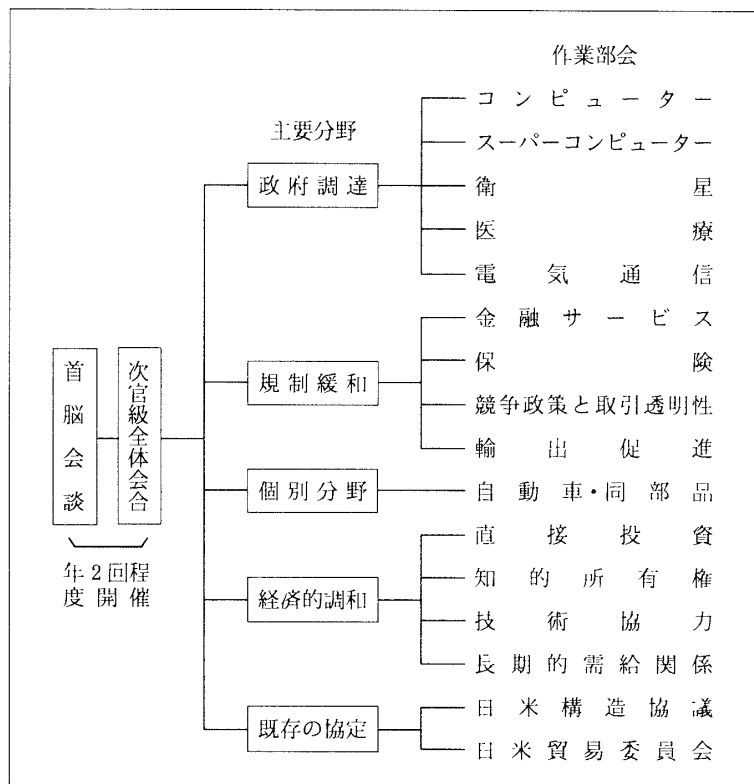 作業部会
主要分野
コンピューター
スーパーコンピューター
政府調達
衛星
医療
電気通信
金融サービス
規制緩和
保険
競争政策と取引透明性
輸出促進
首脳会談
次官級全体会合
年2回程
度開催
個別分野
自動車・同部品
直接投資
知的所有権
経済的調和
技術協力
長期的需給関係
既存の協定
日米構造協議
日米貿易委員会